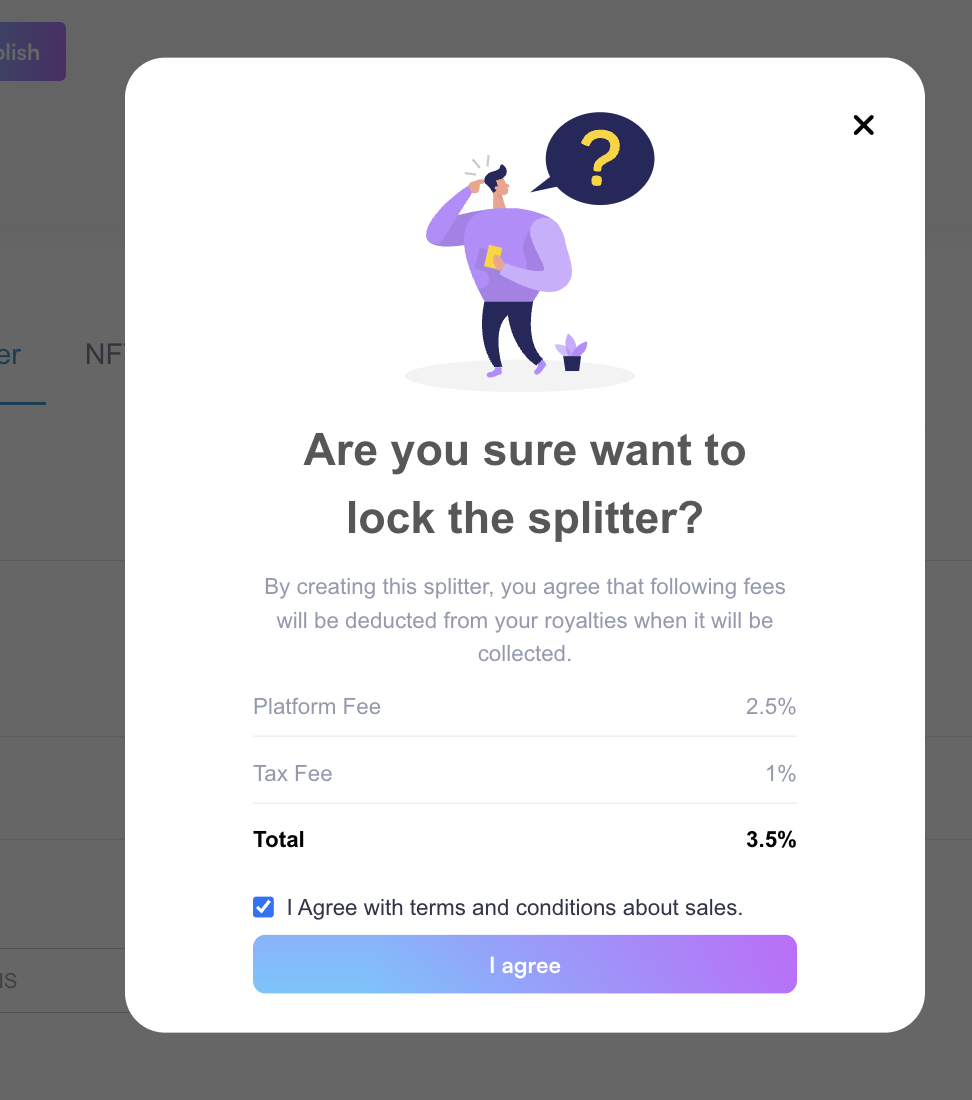 plish
er
NFT
?
Are you sure want to
lock the splitter?
By creating this splitter, you agree that following fees
will be deducted from your royalties when it will be
collected.
Platform Fee 2.5%
Tax Fee 1%
Total 3.5%
I Agree with terms and conditions about sales.
I agree
NS